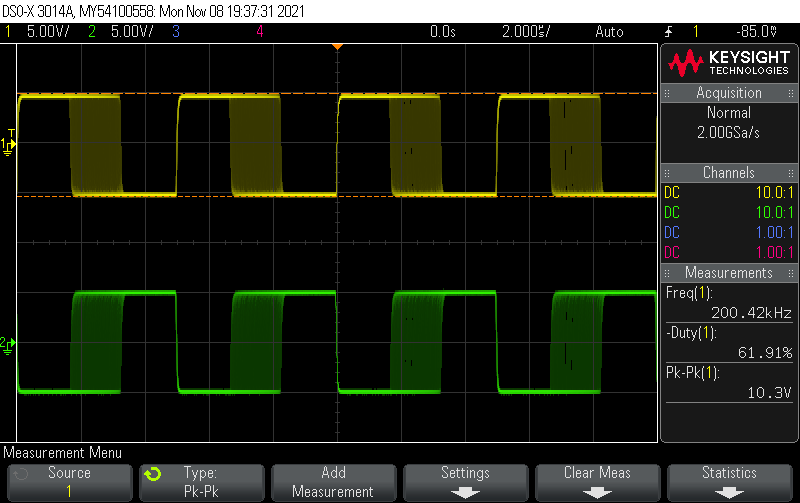 DSO-X 3014A, MY54100558: Mon Nov 08 19:37:31 2021
1 5.00V/ 2 5.00V/ 3 4 0.0s 2.000us/ Auto 1 -85.0%
KEYSIGHT
TECHNOLOGIES
Acquisition
Normal
2.00GSa/s
Channels
DC 10.0:1
DC 10.0:1
DC 1.00:1
DC 1.00:1
Measurements
Freq(1):
200.42kHz
-Duty(1):
61.91%
Pk-Pk(1):
10.3V
T
1
2
Measurement Menu
Source
1
Type:
Pk-Pk
Add
Measurement
Settings
Clear Meas
Statistics